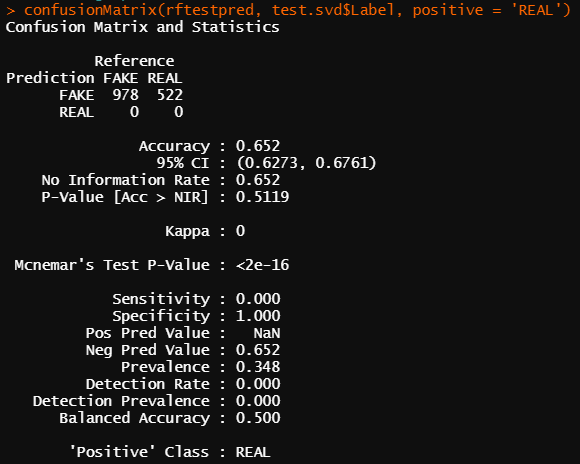 > confusionMatrix(rftestpred, test.svd$Label, positive = 'REAL')
Confusion Matrix and Statistics
Reference
Prediction FAKE REAL
FAKE 978 522
REAL 0 0
Accuracy : 0.652
95% CI : (0.6273, 0.6761)
No Information Rate : 0.652
P-Value [Acc > NIR] : 0.5119
Kappa : 0
Mcnemar's Test P-Value : <2e-16
Sensitivity : 0.000
Specificity : 1.000
Pos Pred Value : NaN
Neg Pred Value : 0.652
Prevalence : 0.348
Detection Rate : 0.000
Detection Prevalence : 0.000
Balanced Accuracy : 0.500
'Positive' Class : REAL